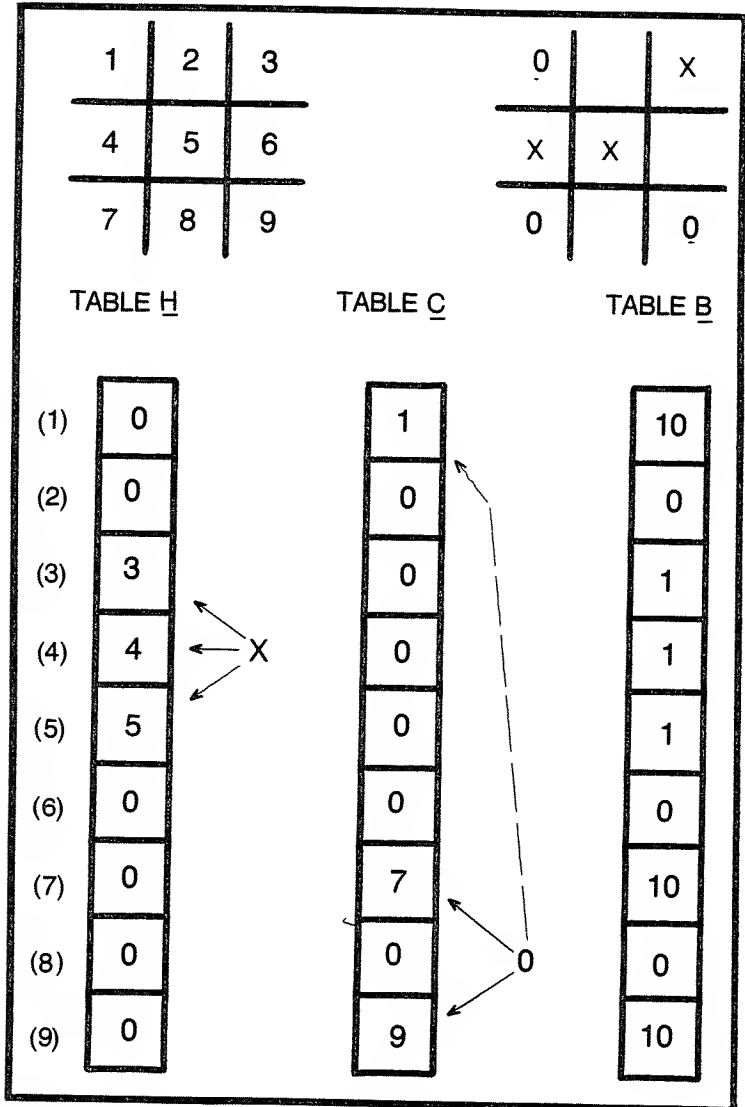 1 2 3 0 X
4 5 6 X X
7 8 9 0 0
TABLE H TABLE C TABLE B
(1) 0 1 10
(2) 0 0 0
(3) 3 0 1
(4) 4 X 0 1
(5) 5 0 1
(6) 0 0 0
(7) 0 7 10
(8) 0 0 0 0
(9) 0 9 10